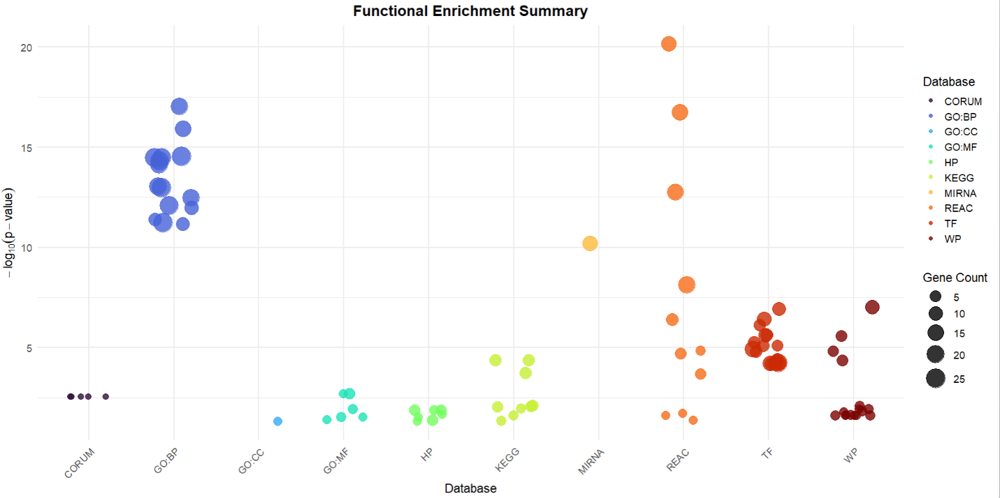 Functional Enrichment Summary
20
15
10
5
−log₁₀(p − value)
CORUM
GO:BP
GO:CC
GO:MF
HP
KEGG
MIRNA
REAC
TF
WP
Database
Database
CORUM
GO:BP
GO:CC
GO:MF
HP
KEGG
MIRNA
REAC
TF
WP
Gene Count
5
10
15
20
25